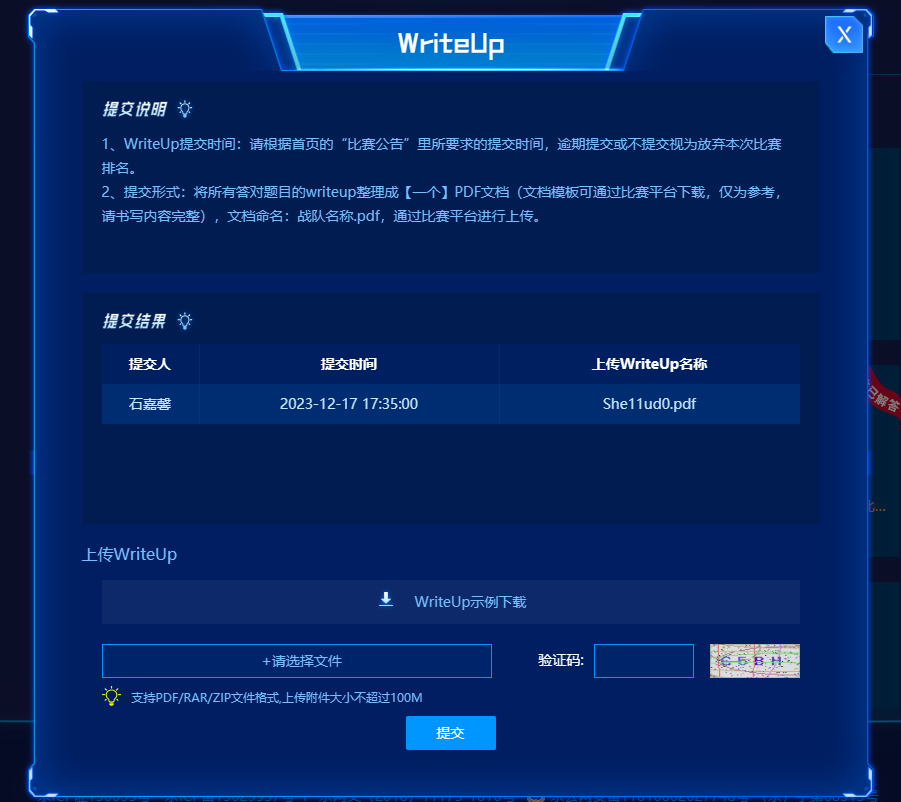 WriteUp
X
提交说明
1、WriteUp提交时间：请根据首页的“比赛公告”里所要求的提交时间，逾期提交或不提交视为放弃本次比赛
排名。
2、提交形式：将所有答对题目的writeup整理成【一个】PDF文档（文档模板可通过比赛平台下载，仅为参考，
请书写内容完整），文档命名：战队名称.pdf，通过比赛平台进行上传。
提交结果
提交人 提交时间 上传WriteUp名称
石嘉馨 2023-12-17 17:35:00 She11ud0.pdf
已解答
上传WriteUp
WriteUp示例下载
+请选择文件 验证码: G5BH
支持PDF/RAR/ZIP文件格式,上传附件大小不超过100M
提交